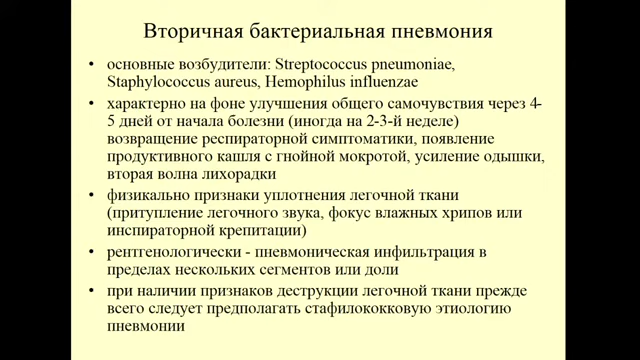 Вторичная бактериальная пневмония
• основные возбудители: Streptococcus pneumoniae,
Staphylococcus aureus, Hemophilus influenzae
• характерно на фоне улучшения общего самочувствия через 4-
5 дней от начала болезни (иногда на 2-3-й неделе)
возвращение респираторной симптоматики, появление
продуктивного кашля с гнойной мокротой, усиление одышки,
вторая волна лихорадки
• физикально признаки уплотнения легочной ткани
(притупление легочного звука, фокус влажных хрипов или
инспираторной крепитации)
• рентгенологически - пневмоническая инфильтрация в
пределах нескольких сегментов или доли
• при наличии признаков деструкции легочной ткани прежде
всего следует предполагать стафилококковую этиологию
пневмонии